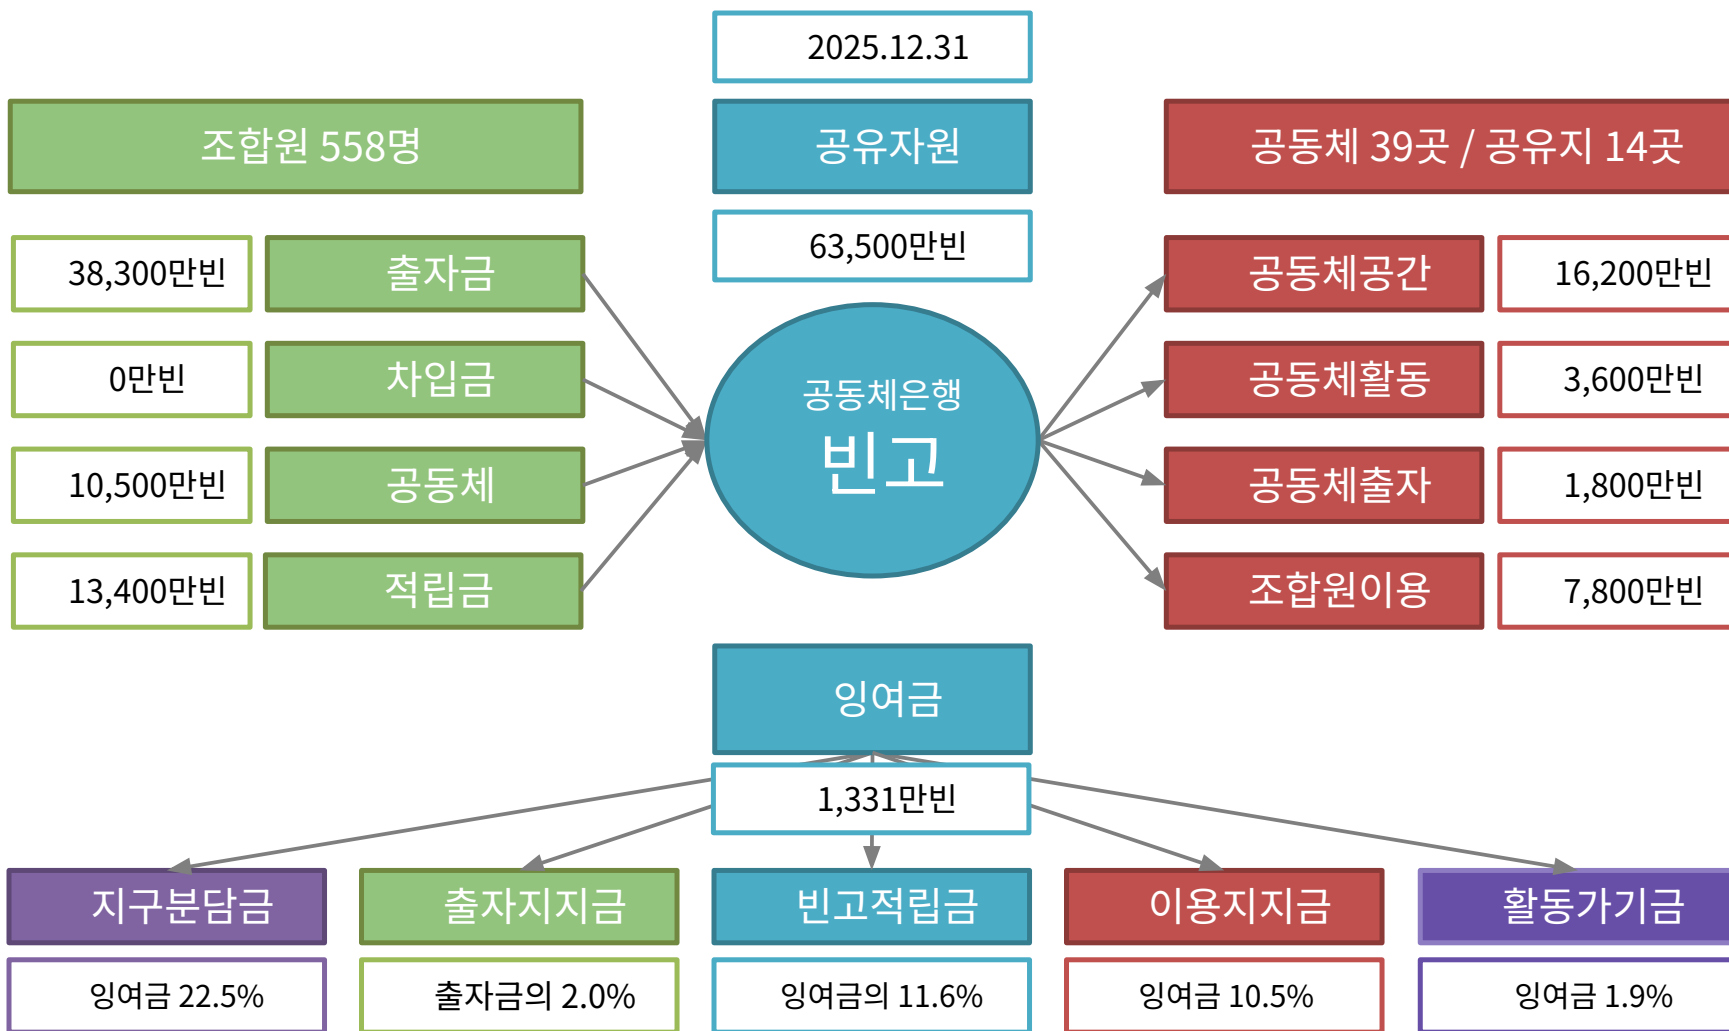 2025.12.31
조합원 558명
공유자원
공동체 39곳 / 공유지 14곳
63,500만빈
38,300만빈
출자금
공동체공간
16,200만빈
0만빈
차입금
공동체은행
빈고
공동체활동
3,600만빈
10,500만빈
공동체
공동체출자
1,800만빈
13,400만빈
적립금
조합원이용
7,800만빈
잉여금
1,331만빈
지구분담금
출자지지금
빈고적립금
이용지지금
활동가기금
잉여금 22.5%
출자금의 2.0%
잉여금의 11.6%
잉여금 10.5%
잉여금 1.9%